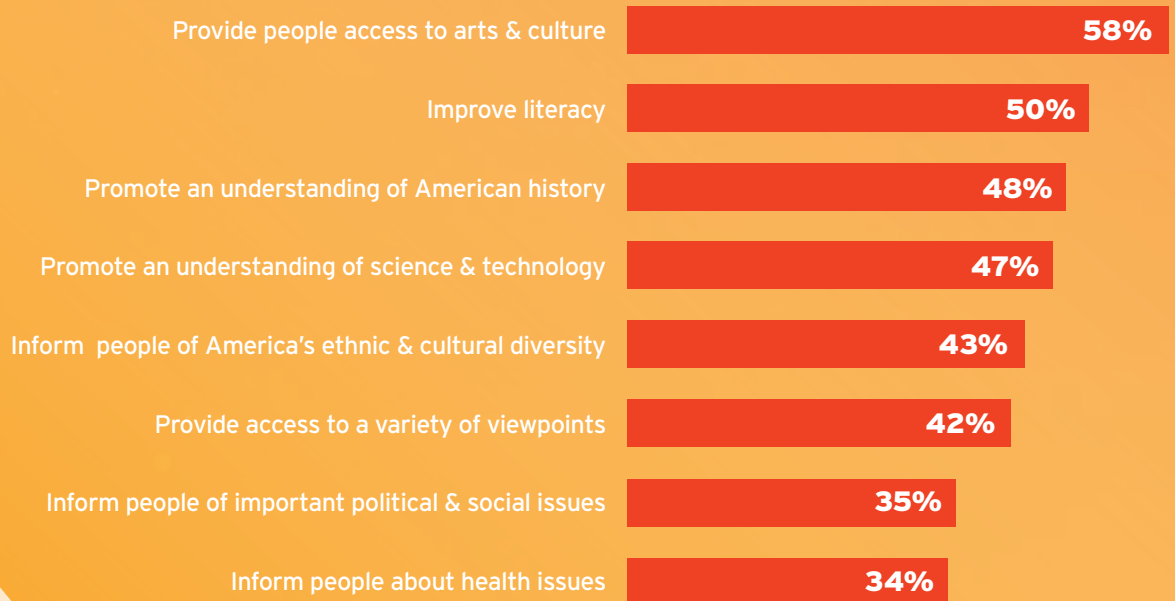 Provide people access to arts & culture 58%
Improve literacy 50%
Promote an understanding of American history 48%
Promote an understanding of science & technology 47%
Inform  people of America's ethnic & cultural diversity 43%
Provide access to a variety of viewpoints 42%
Inform people of important political & social issues 35%
Inform people about health issues 34%